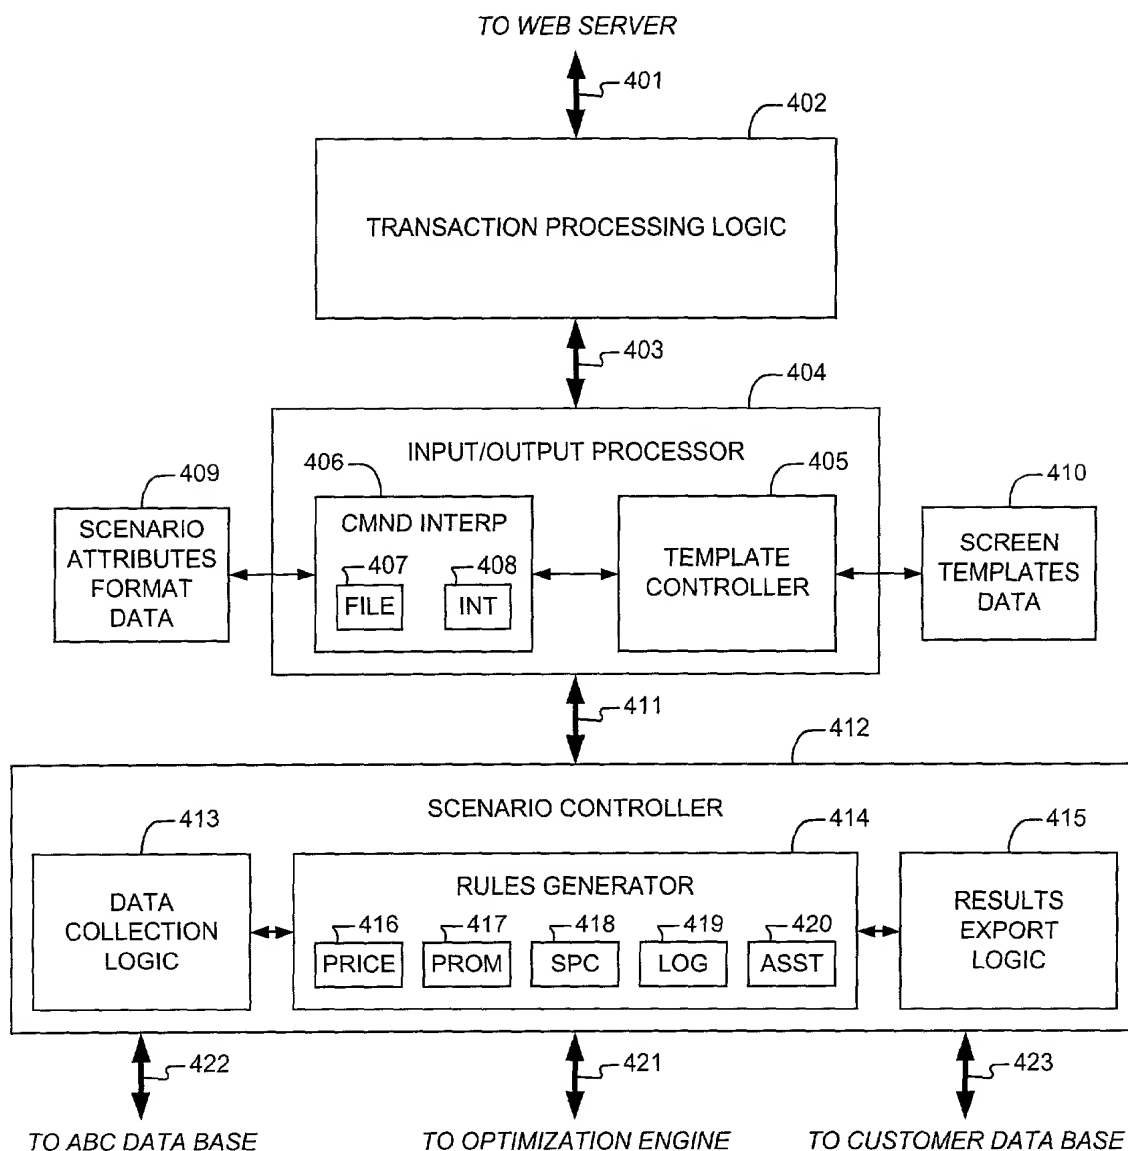 TO WEB SERVER
401
402
TRANSACTION PROCESSING LOGIC
403
404
INPUT/OUTPUT PROCESSOR
409
406
405
410
SCENARIO
ATTRIBUTES
FORMAT
DATA
CMND INTERP
407
408
FILE
INT
TEMPLATE
CONTROLLER
SCREEN
TEMPLATES
DATA
411
412
SCENARIO CONTROLLER
413
414
415
DATA
COLLECTION
LOGIC
RULES GENERATOR
416
417
418
419
420
PRICE
PROM
SPC
LOG
ASST
RESULTS
EXPORT
LOGIC
422
421
423
TO ABC DATA BASE
TO OPTIMIZATION ENGINE
TO CUSTOMER DATA BASE